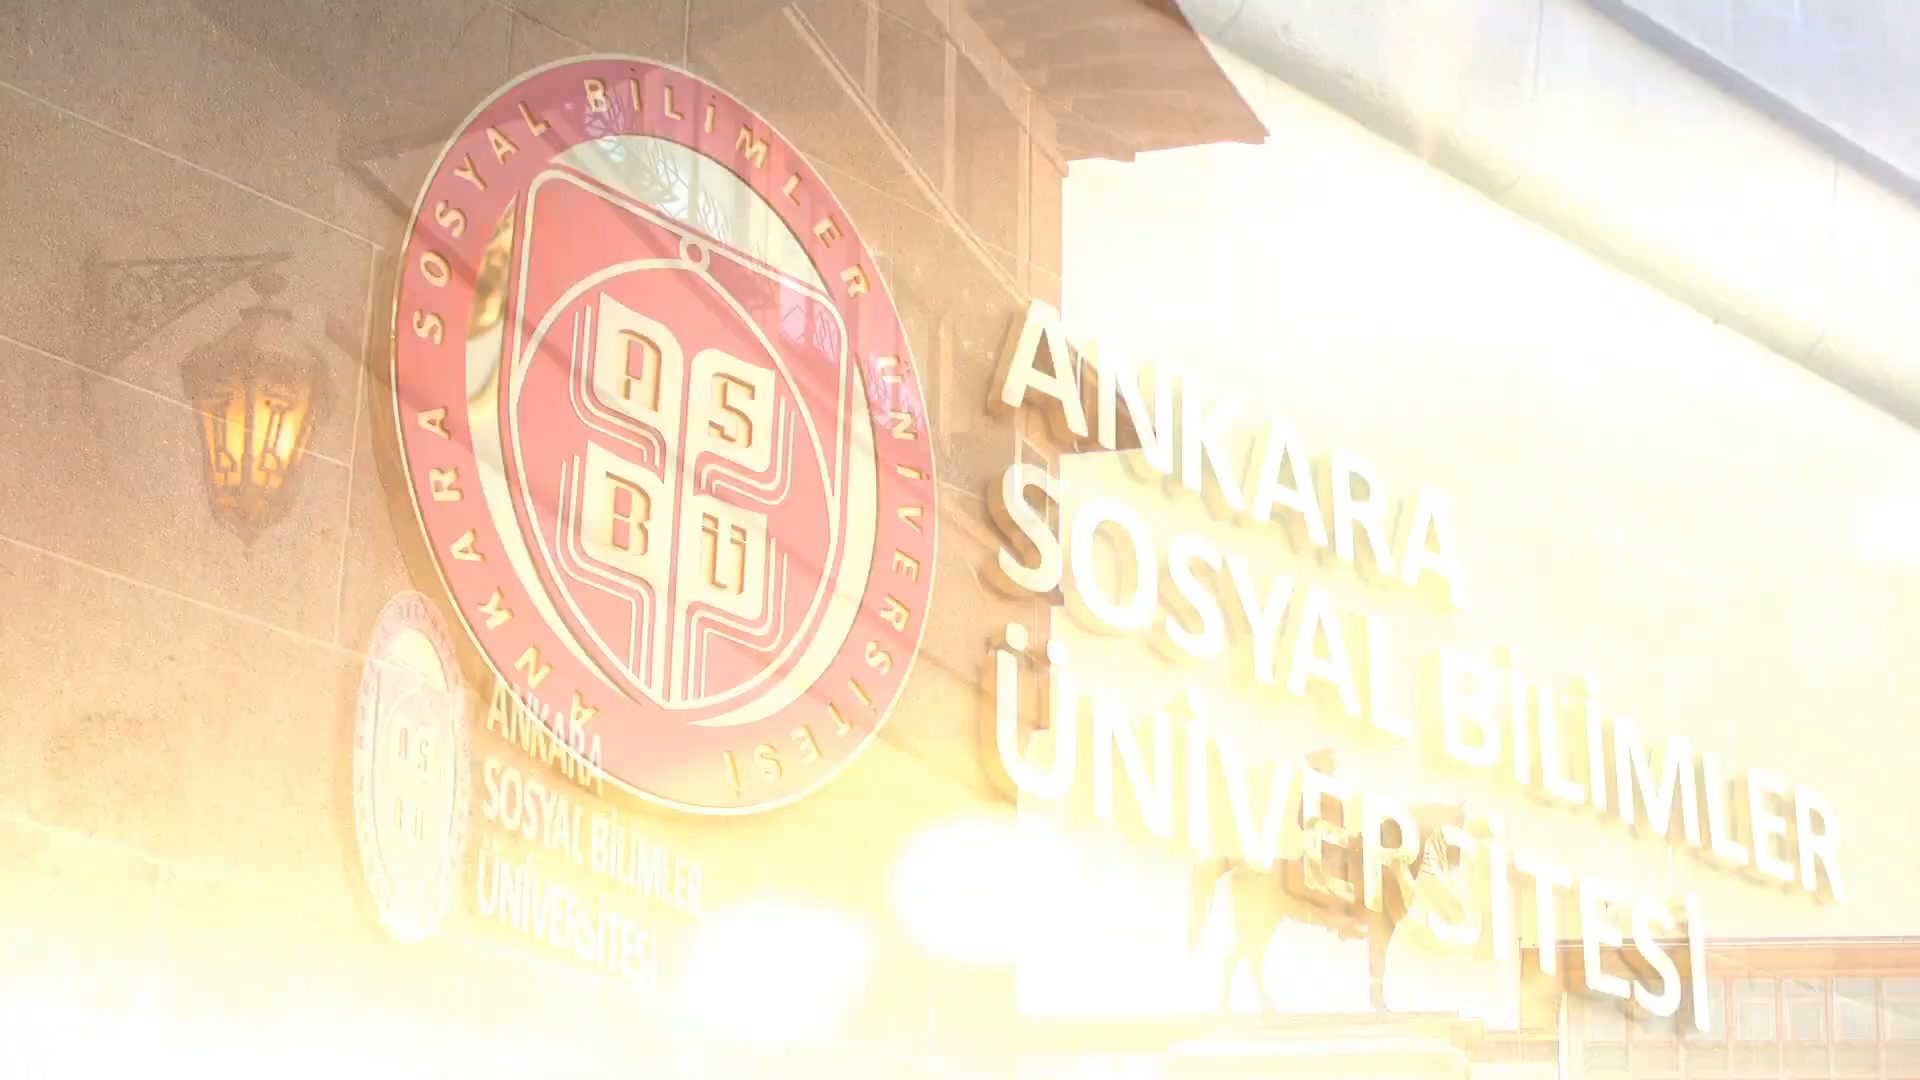 ANKARA SOSYAL BİLİMLER ÜNİVERSİTESİ
A S
B Ü
ANKARA
SOSYAL BİLİMLER
ÜNİVERSİTESİ
ANKARA
SOSYAL BİLİMLER
ÜNİVERSİTESİ